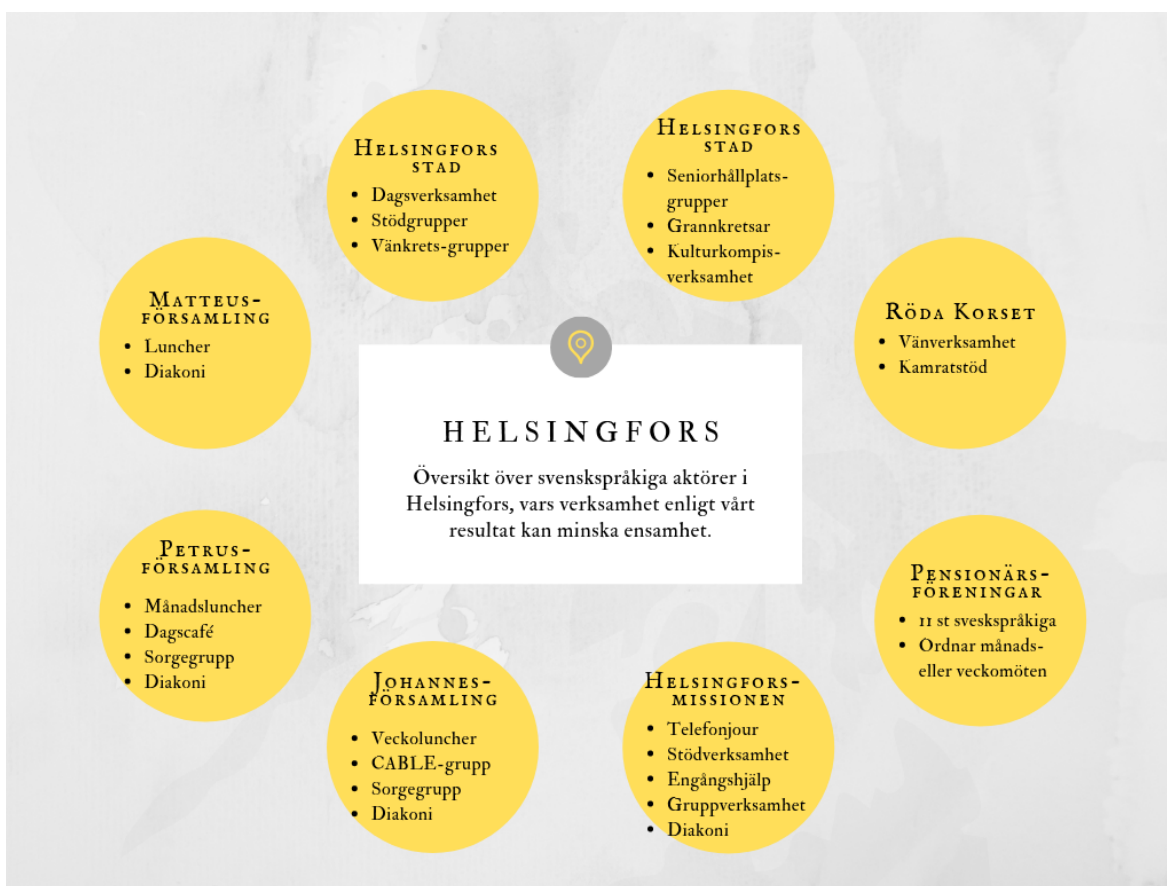 HELSINGFORS
STAD
• Dagsverksamhet
• Stödgrupper
• Vänkrets-grupper
HELSINGFORS
STAD
• Seniorhållplats-
grupper
• Grannkretsar
• Kulturkompis-
verksamhet
MATTEUS-
FÖRSAMLING
• Luncher
• Diakoni
RÖDA KORSET
• Vänverksamhet
• Kamratstöd
HELSINGFORS
Översikt över svenskspråkiga aktörer i
Helsingfors, vars verksamhet enligt vårt
resultat kan minska ensamhet.
PETRUS-
FÖRSAMLING
• Månadsluncher
• Dagscafé
• Sorgegrupp
• Diakoni
PENSIONÄRS-
FÖRENINGAR
• 11 st sveskspråkiga
• Ordnar månads-
eller veckomöten
JOHANNES-
FÖRSAMLING
• Veckoluncher
• CABLE-grupp
• Sorgegrupp
• Diakoni
HELSINGFORS-
MISSIONEN
• Telefonjour
• Stödverksamhet
• Engångshjälp
• Gruppverksamhet
• Diakoni